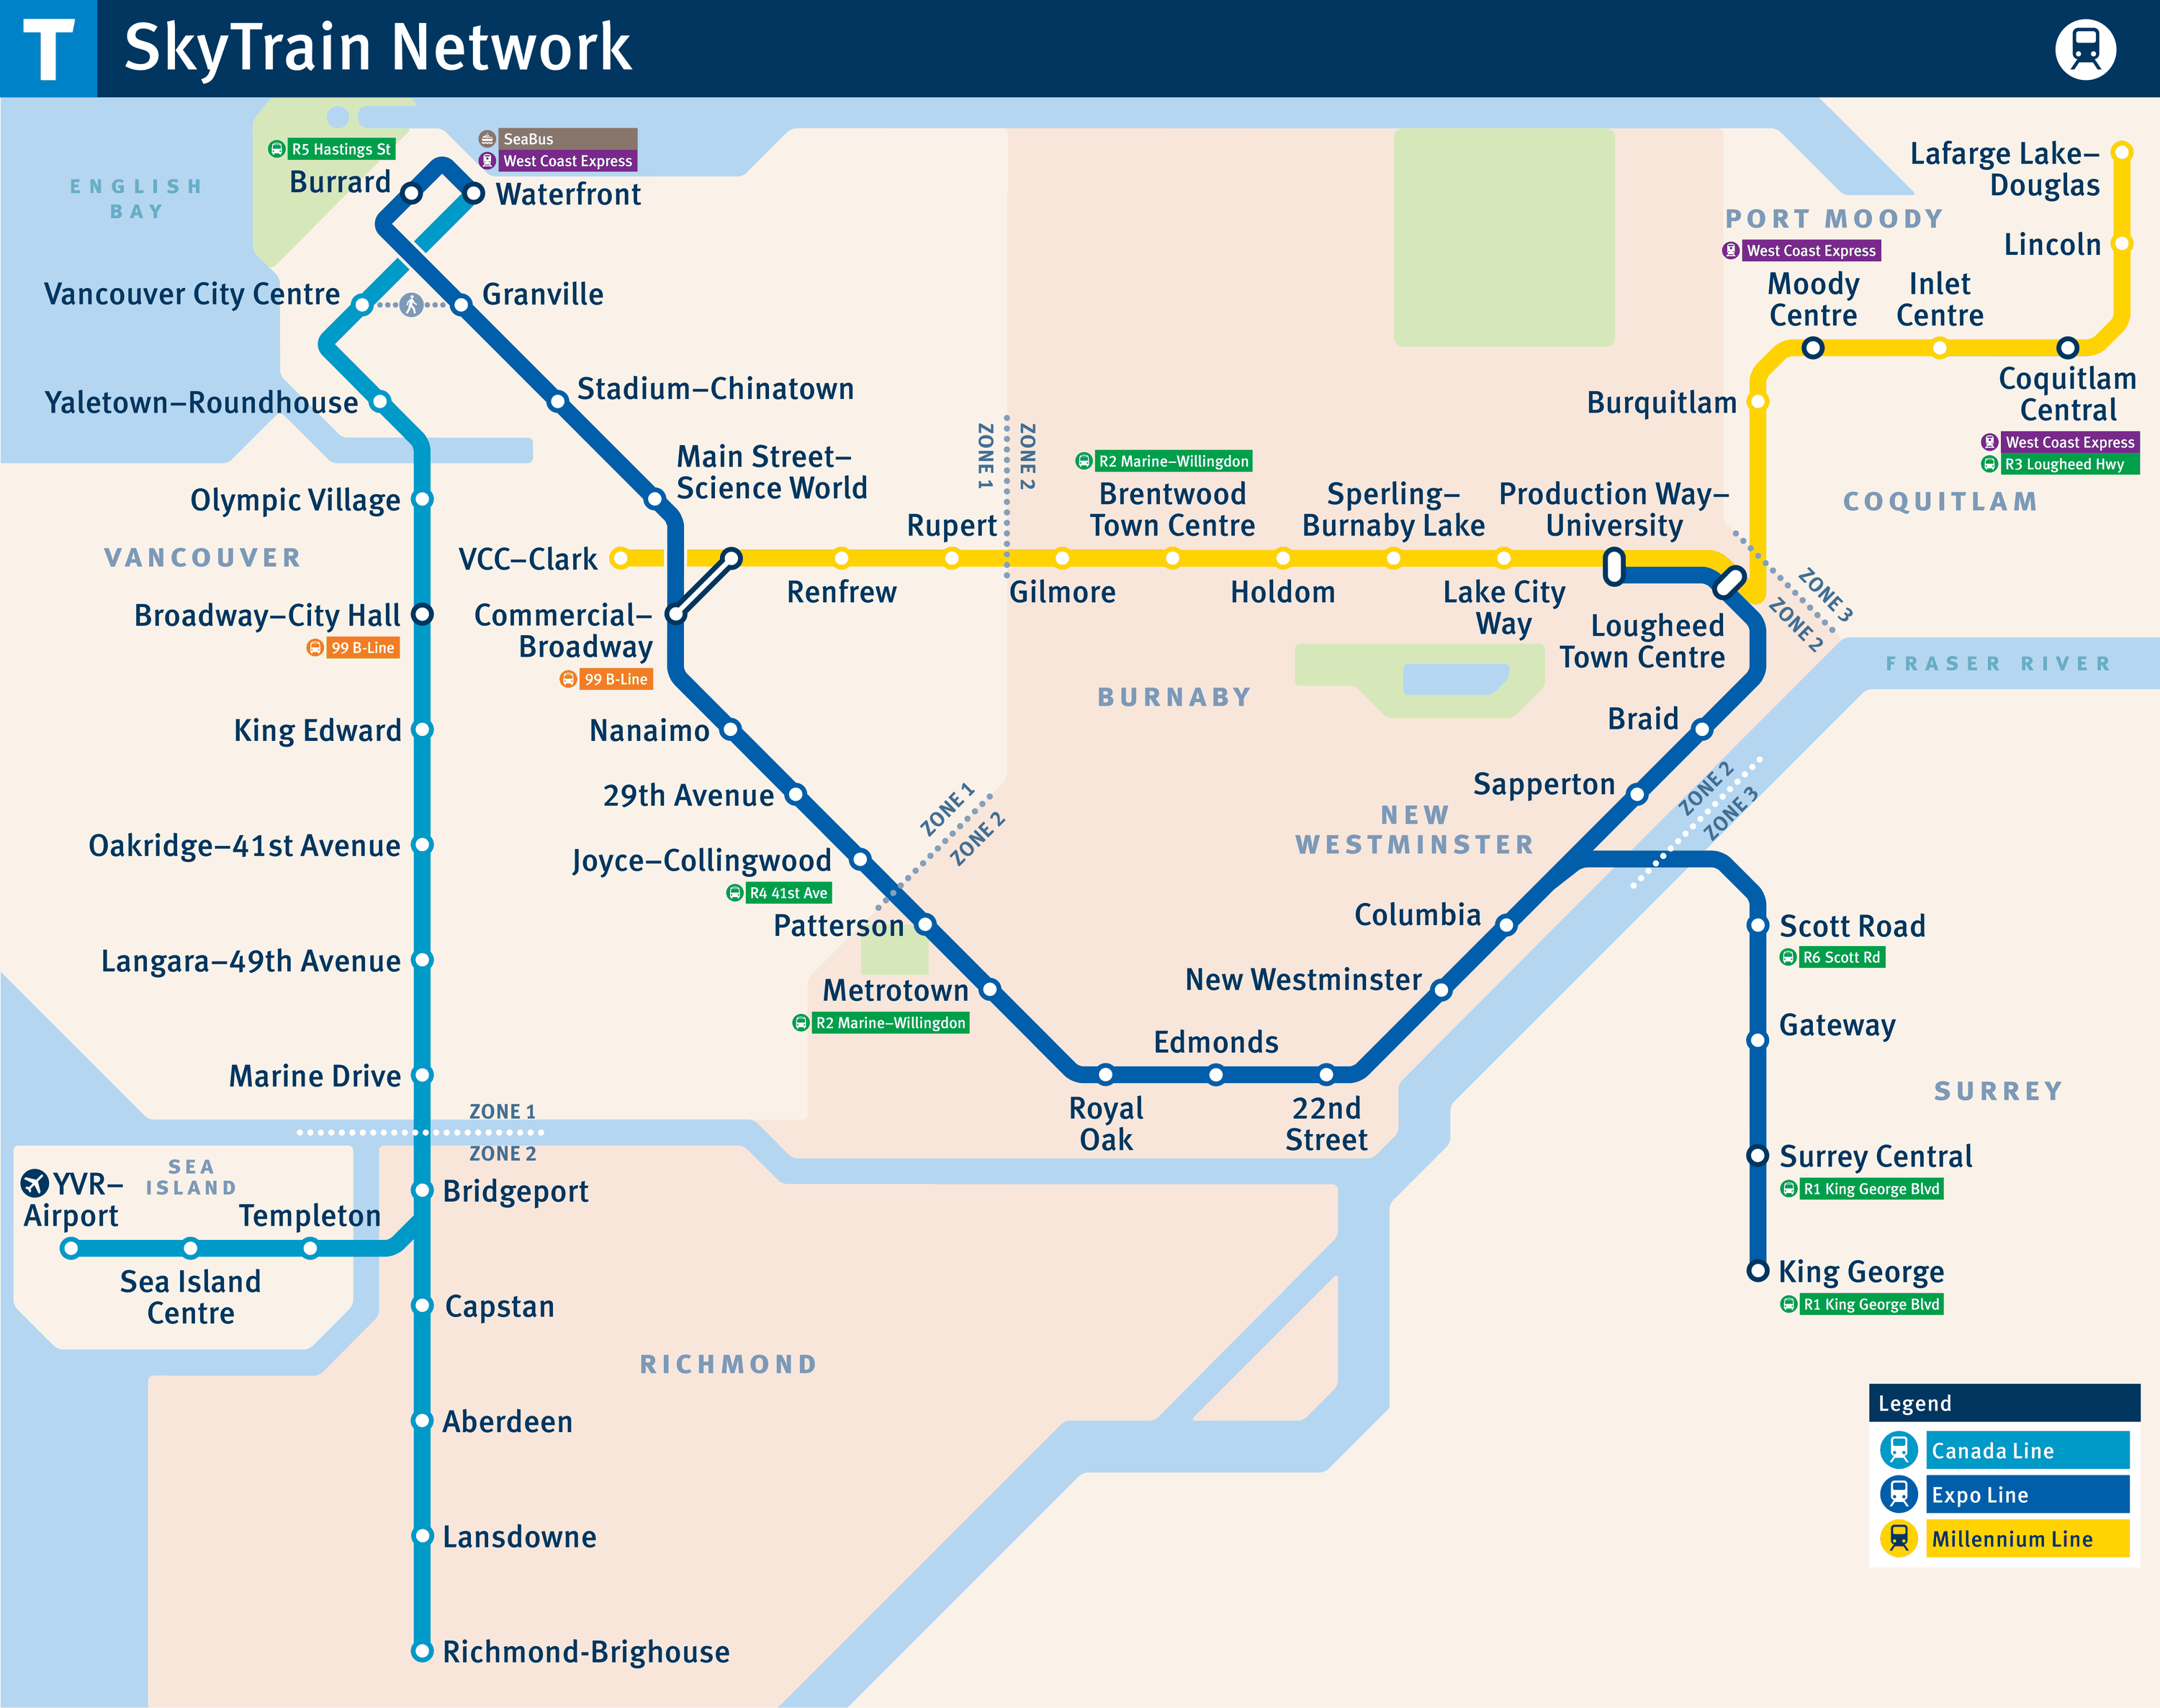 T
SkyTrain Network
R5 Hastings St
SeaBus
West Coast Express
Burrard
Waterfront
ENGLISH
BAY
Lafarge Lake–
Douglas
PORT MOODY
West Coast Express
Lincoln
Moody
Centre
Inlet
Centre
Vancouver City Centre
Granville
Coquitlam
Central
West Coast Express
R3 Lougheed Hwy
Stadium–Chinatown
Yaletown–Roundhouse
Burquitlam
COQUITLAM
Main Street–
Science World
ZONE 1
ZONE 2
R2 Marine–Willingdon
Brentwood
Town Centre
Sperling–
Burnaby Lake
Production Way–
University
Olympic Village
Rupert
VANCOUVER
VCC–Clark
Renfrew
Gilmore
Holdom
Lake City
Way
ZONE 3
ZONE 2
Broadway–City Hall
99 B-Line
Commercial–
Broadway
99 B-Line
Lougheed
Town Centre
FRASER RIVER
BURNABY
King Edward
Nanaimo
Braid
29th Avenue
Sapperton
ZONE 1
ZONE 2
ZONE 2
ZONE 3
NEW
WESTMINSTER
Oakridge–41st Avenue
Joyce–Collingwood
R4 41st Ave
Patterson
Columbia
Scott Road
R6 Scott Rd
Langara–49th Avenue
Metrotown
R2 Marine–Willingdon
New Westminster
Gateway
Edmonds
Marine Drive
Royal
Oak
22nd
Street
SURREY
ZONE 1
ZONE 2
Surrey Central
R1 King George Blvd
SEA
ISLAND
YVR–
Airport
Templeton
Bridgeport
Sea Island
Centre
King George
R1 King George Blvd
Capstan
RICHMOND
Aberdeen
Lansdowne
Richmond-Brighouse
Legend
Canada Line
Expo Line
Millennium Line